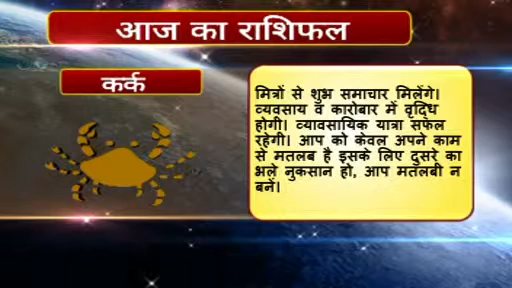 आज का राशिफल
कर्क
मित्रों से शुभ समाचार मिलेंगे।
व्यवसाय व कारोबार में वृद्धि
होगी। व्यावसायिक यात्रा सफल
रहेगी। आप को केवल अपने काम
से मतलब है इसके लिए दुसरे का
भले नुकसान हो, आप मतलबी न
बनें।